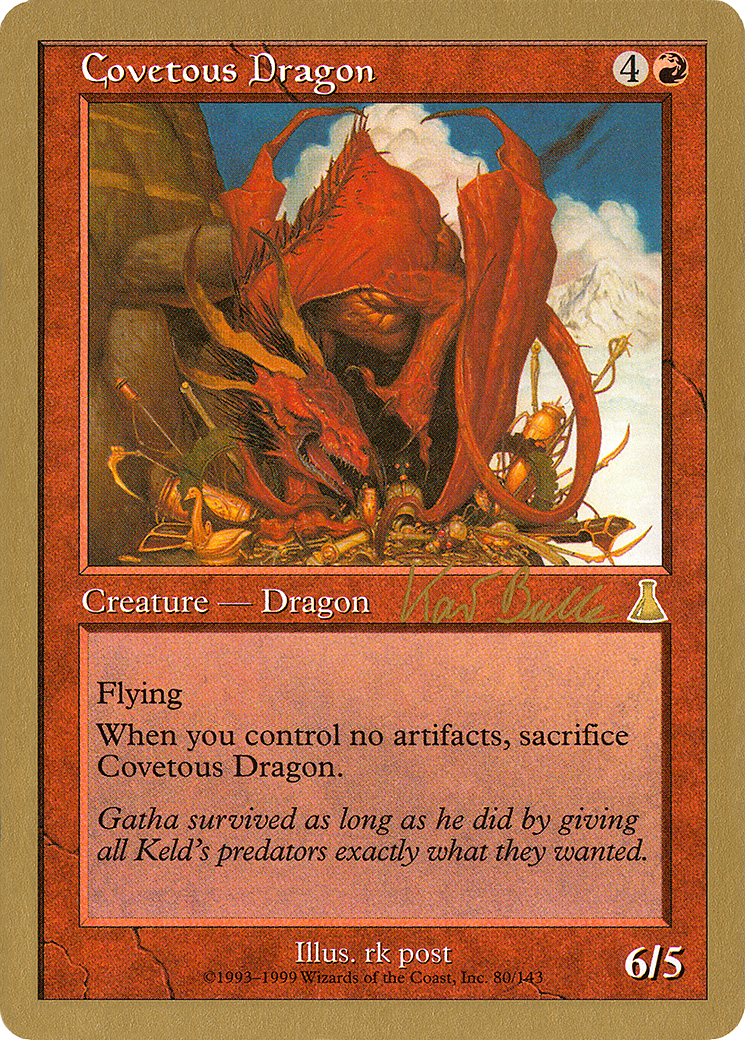 Covetous Dragon 4
Creature — Dragon
Flying
When you control no artifacts, sacrifice
Covetous Dragon.
Gatha survived as long as he did by giving
all Keld's predators exactly what they wanted.
Illus. rk post
©1993–1999 Wizards of the Coast, Inc. 80/143
6/5